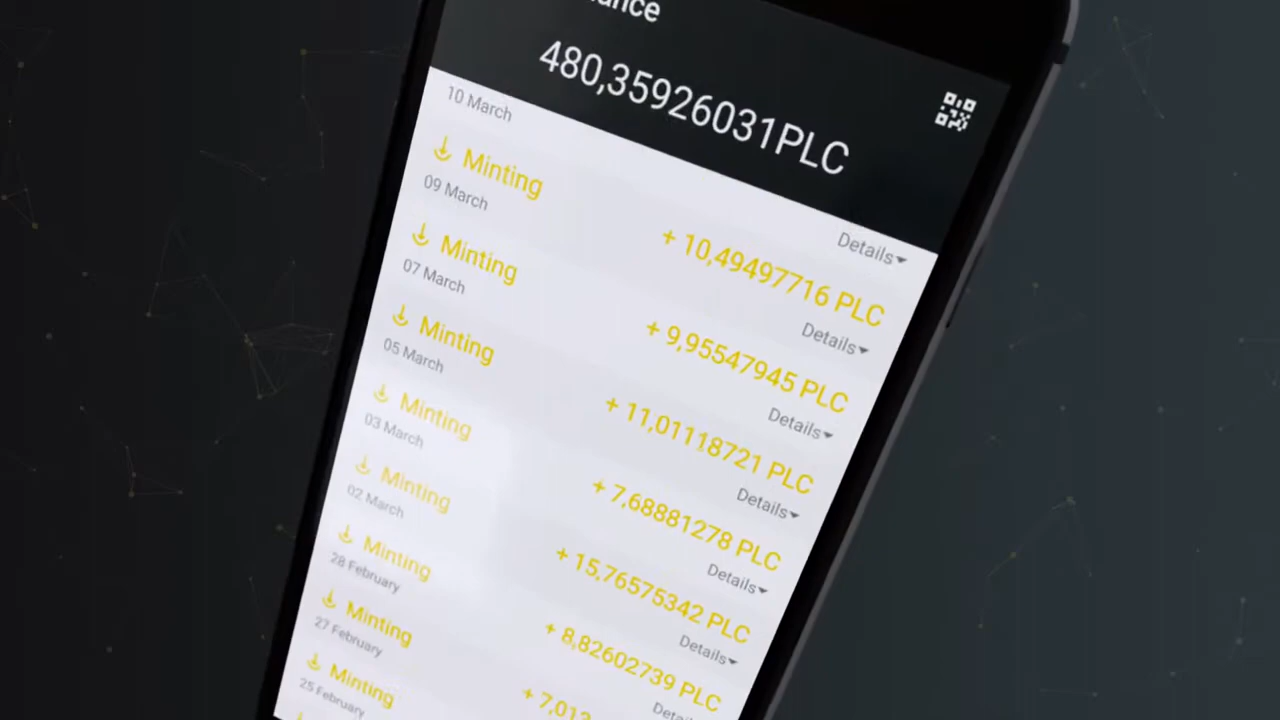 480,35926031PLC
10 March Details
Minting + 10,49497716 PLC
09 March Details
Minting + 9,95547945 PLC
07 March Details
Minting + 11,01118721 PLC
05 March Details
Minting + 7,68881278 PLC
03 March Details
Minting + 15,76575342 PLC
02 March Details
Minting + 8,82602739 PLC
28 February Details
Minting + 7,013
27 February
Minting
25 February